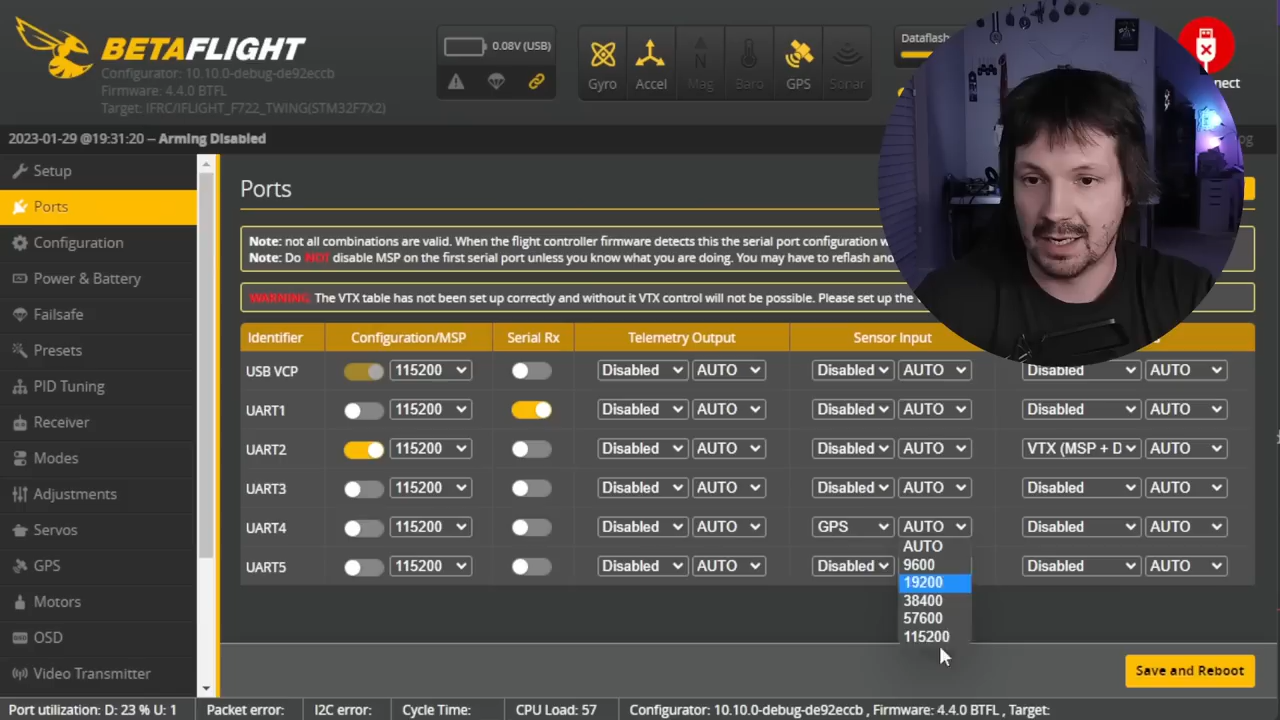 BETAFLIGHT
Configurator: 10.10.0-debug-de92eccb
Firmware: 4.4.0 BTFL
Target: IFRC/IFLIGHT_F722_TWING(STM32F7X2)
0.08V (USB)
Gyro Accel Mag Baro GPS Sonar
Dataflash
2023-01-29 @19:31:20 -- Arming Disabled
Setup
Ports
Configuration
Power & Battery
Failsafe
Presets
PID Tuning
Receiver
Modes
Adjustments
Servos
GPS
Motors
OSD
Video Transmitter
Ports
Note: not all combinations are valid. When the flight controller firmware detects this the serial port configuration
Note: Do NOT disable MSP on the first serial port unless you know what you are doing. You may have to reflash and
WARNING: The VTX table has not been set up correctly and without it VTX control will not be possible. Please set up the
Identifier Configuration/MSP Serial Rx Telemetry Output Sensor Input
USB VCP 115200 Disabled AUTO Disabled AUTO Disabled AUTO
UART1 115200 Disabled AUTO Disabled AUTO Disabled AUTO
UART2 115200 Disabled AUTO Disabled AUTO VTX (MSP + D AUTO
UART3 115200 Disabled AUTO Disabled AUTO Disabled AUTO
UART4 115200 Disabled AUTO GPS AUTO Disabled AUTO
UART5 115200 Disabled AUTO Disabled Disabled AUTO
AUTO
9600
19200
38400
57600
115200
Save and Reboot
Port utilization: D: 23 % U: 1 Packet error: I2C error: Cycle Time: CPU Load: 57 Configurator: 10.10.0-debug-de92eccb , Firmware: 4.4.0 BTFL , Target: